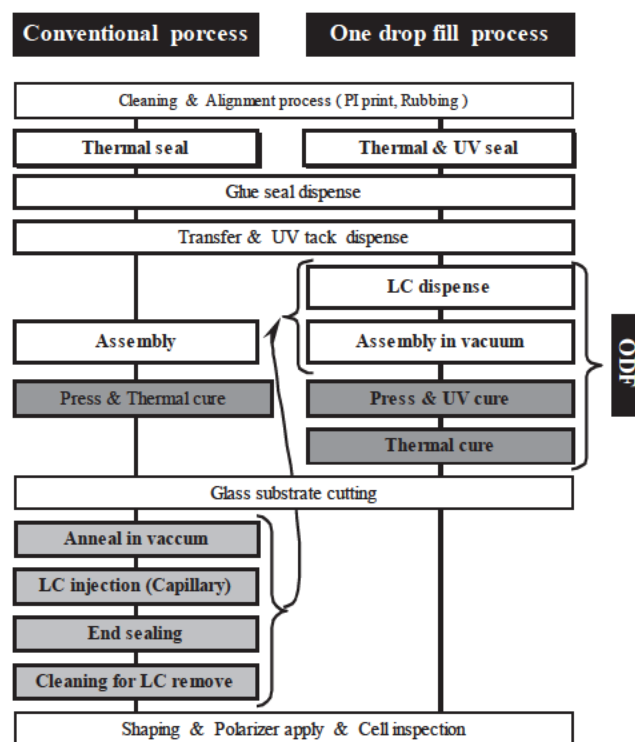 Conventional porcess
One drop fill process
Cleaning & Alignment process ( PI print, Rubbing )
Thermal seal
Thermal & UV seal
Glue seal dispense
Transfer & UV tack dispense
LC dispense
Assembly
Assembly in vacuum
ODF
Press & Thermal cure
Press & UV cure
Thermal cure
Glass substrate cutting
Anneal in vaccum
LC injection (Capillary)
End sealing
Cleaning for LC remove
Shaping & Polarizer apply & Cell inspection